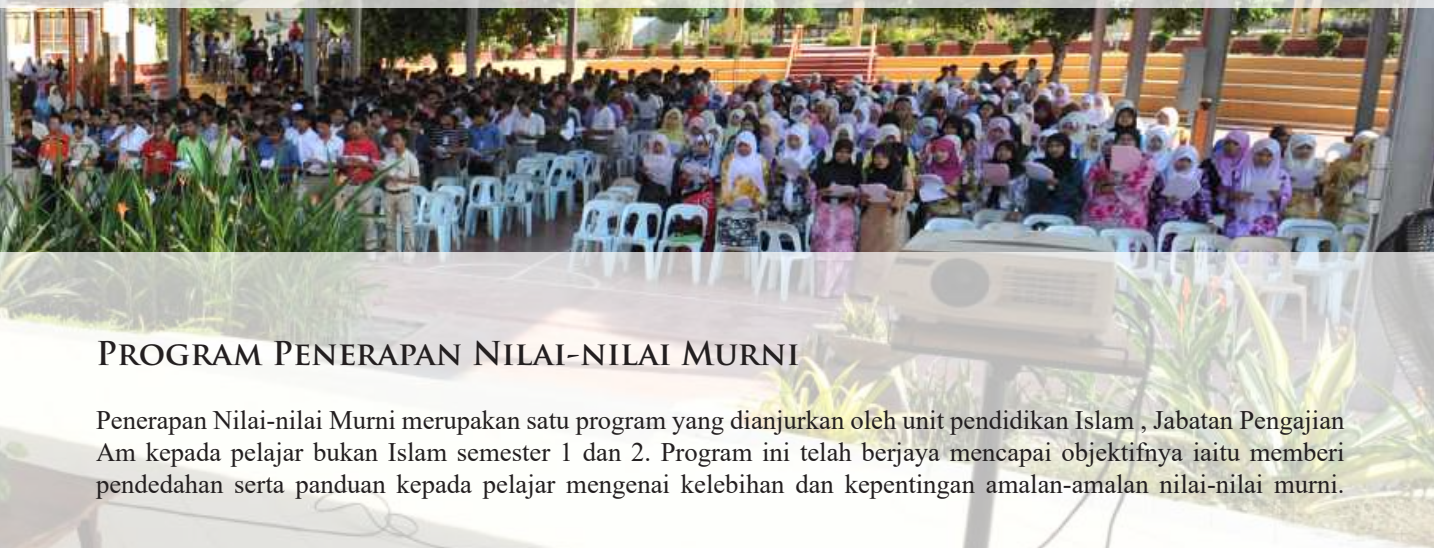 Program Penerapan Nilai-nilai Murni
Penerapan Nilai-nilai Murni merupakan satu program yang dianjurkan oleh unit pendidikan Islam , Jabatan Pengajian
Am kepada pelajar bukan Islam semester 1 dan 2. Program ini telah berjaya mencapai objektifnya iaitu memberi
pendedahan serta panduan kepada pelajar mengenai kelebihan dan kepentingan amalan-amalan nilai-nilai murni.